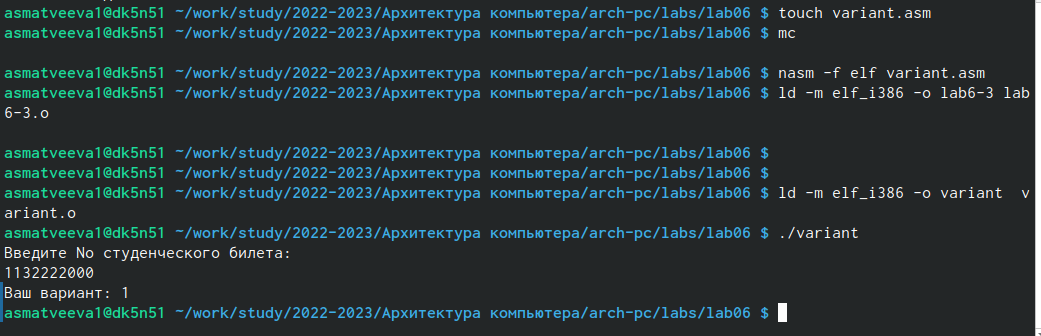 asmatveeva1@dk5n51 ~/work/study/2022-2023/Архитектура компьютера/arch-pc/labs/lab06 $ touch variant.asm
asmatveeva1@dk5n51 ~/work/study/2022-2023/Архитектура компьютера/arch-pc/labs/lab06 $ mc
asmatveeva1@dk5n51 ~/work/study/2022-2023/Архитектура компьютера/arch-pc/labs/lab06 $ nasm -f elf variant.asm
asmatveeva1@dk5n51 ~/work/study/2022-2023/Архитектура компьютера/arch-pc/labs/lab06 $ ld -m elf_i386 -o lab6-3 lab
6-3.o
asmatveeva1@dk5n51 ~/work/study/2022-2023/Архитектура компьютера/arch-pc/labs/lab06 $
asmatveeva1@dk5n51 ~/work/study/2022-2023/Архитектура компьютера/arch-pc/labs/lab06 $
asmatveeva1@dk5n51 ~/work/study/2022-2023/Архитектура компьютера/arch-pc/labs/lab06 $ ld -m elf_i386 -o variant  v
ariant.o
asmatveeva1@dk5n51 ~/work/study/2022-2023/Архитектура компьютера/arch-pc/labs/lab06 $ ./variant
Введите No студенческого билета:
1132222000
Ваш вариант: 1
asmatveeva1@dk5n51 ~/work/study/2022-2023/Архитектура компьютера/arch-pc/labs/lab06 $